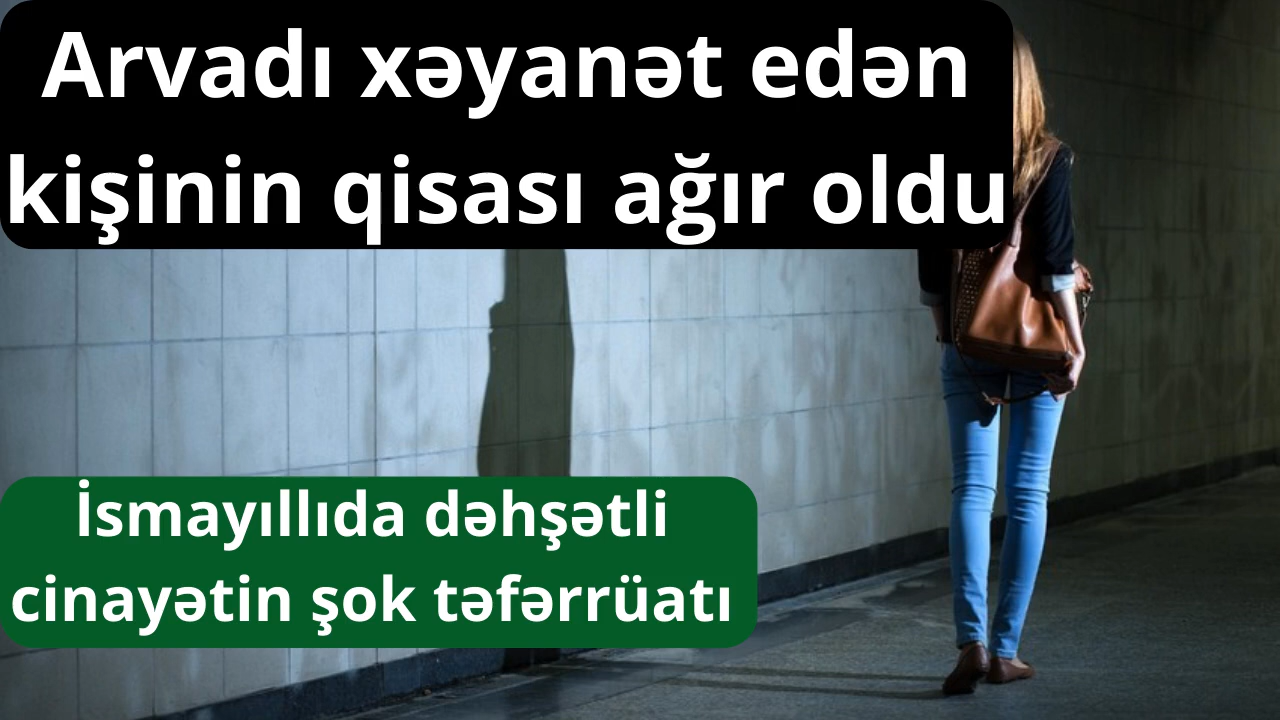 Arvadı xəyanət edən
kişinin qisası ağır oldu
İsmayıllıda dəhşətli
cinayətin şok təfərrüatı